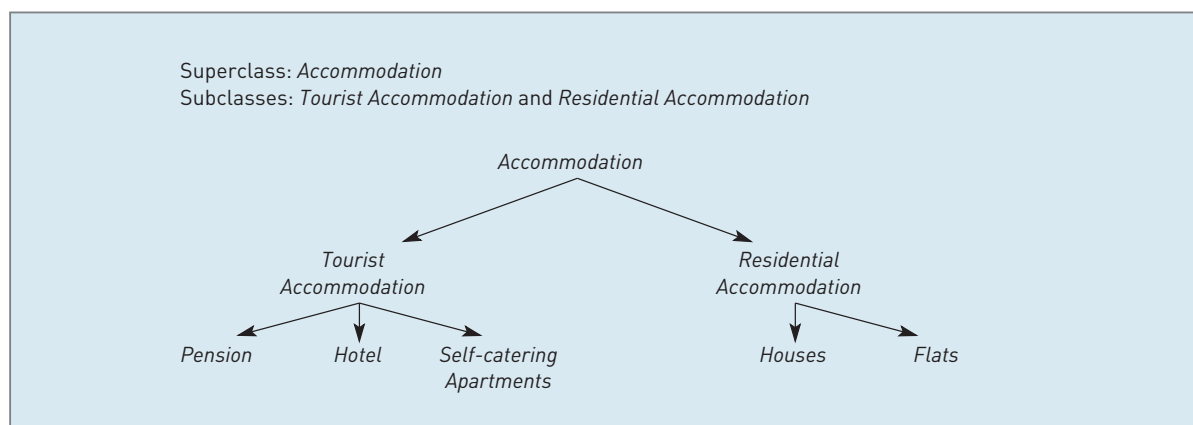 Superclass: Accommodation
Subclasses: Tourist Accommodation and Residential Accommodation
Accommodation
Tourist
Accommodation
Residential
Accommodation
Pension
Hotel
Self-catering
Apartments
Houses
Flats